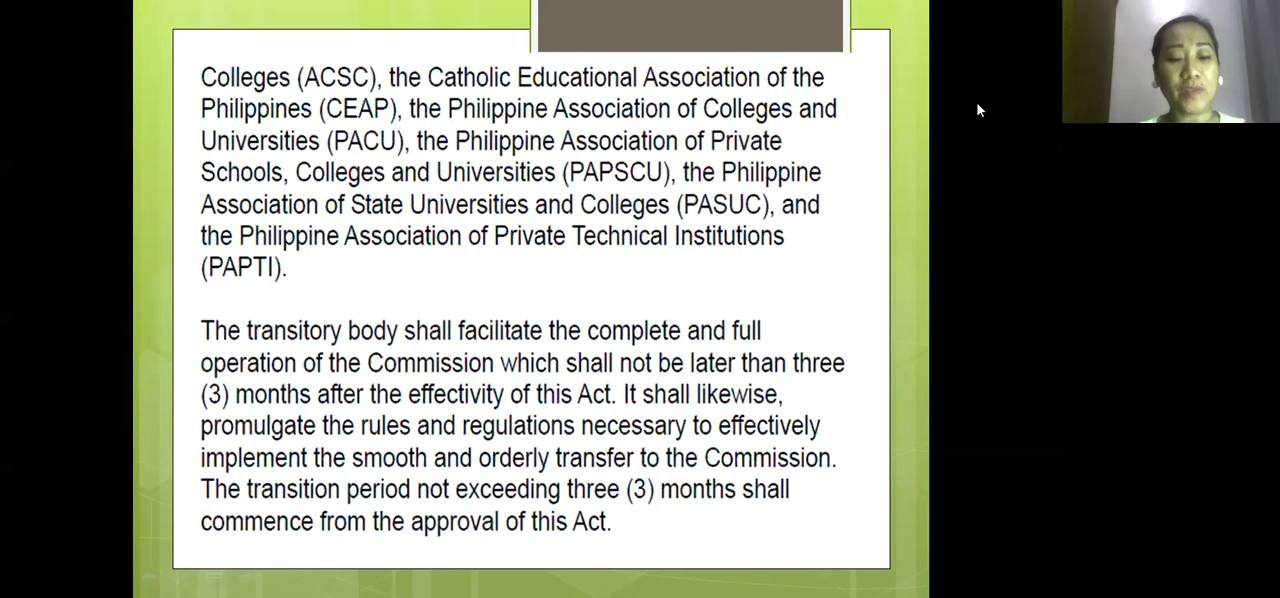 Colleges (ACSC), the Catholic Educational Association of the
Philippines (CEAP), the Philippine Association of Colleges and
Universities (PACU), the Philippine Association of Private
Schools, Colleges and Universities (PAPSCU), the Philippine
Association of State Universities and Colleges (PASUC), and
the Philippine Association of Private Technical Institutions
(PAPTI).
The transitory body shall facilitate the complete and full
operation of the Commission which shall not be later than three
(3) months after the effectivity of this Act. It shall likewise,
promulgate the rules and regulations necessary to effectively
implement the smooth and orderly transfer to the Commission.
The transition period not exceeding three (3) months shall
commence from the approval of this Act.